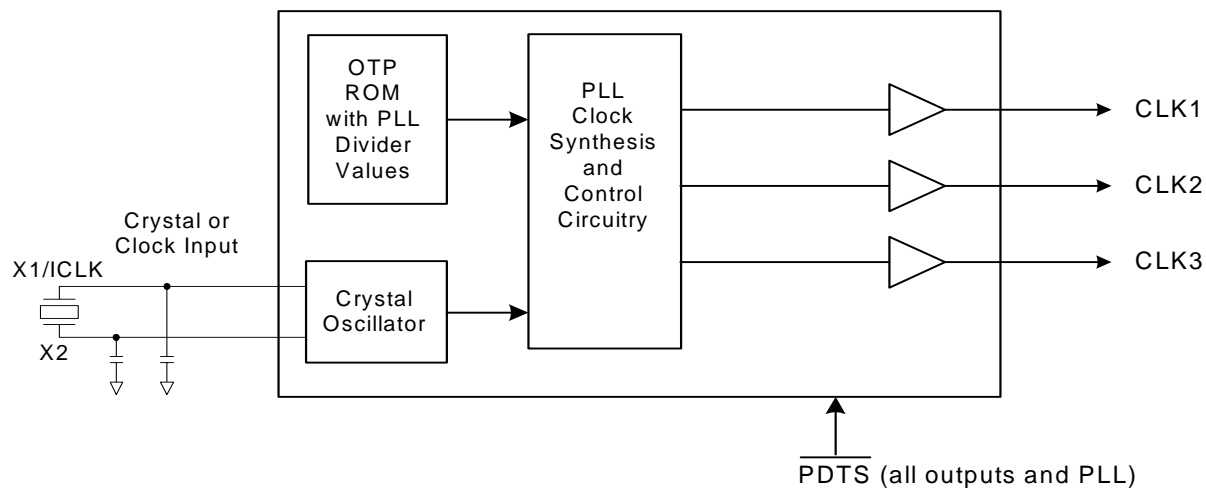 OTP
ROM
with PLL
Divider
Values
PLL
Clock
Synthesis
and
Control
Circuitry
CLK1
CLK2
CLK3
Crystal or
Clock Input
X1/ICLK
X2
Crystal
Oscillator
PDTS (all outputs and PLL)